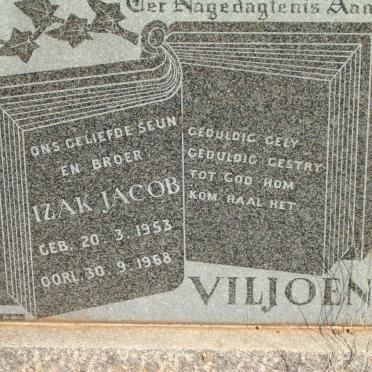 Ter Nagedagtenis Aan
ONS GELIEFDE SEUN
EN BROER
IZAK JACOB
GEB. 20. 3. 1953
OORL. 30. 9. 1968
GEDULDIG GELY
GEDULDIG GESTRY
TOT GOD HOM
KOM HAAL HET
VILJOEN